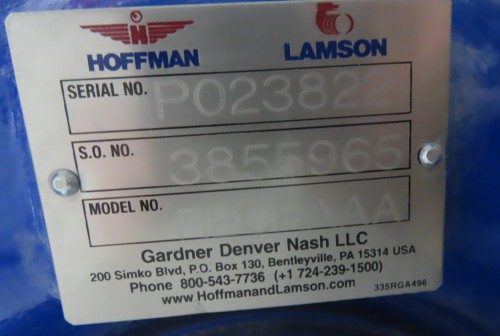 H
HOFFMAN LAMSON
SERIAL NO. P023822
S.O. NO. 3855965
MODEL NO.
Gardner Denver Nash LLC
200 Simko Blvd, P.O. Box 130, Bentleyville, PA 15314 USA
Phone 800-543-7736 (+1 724-239-1500)
www.HoffmanandLamson.com 335RGA496